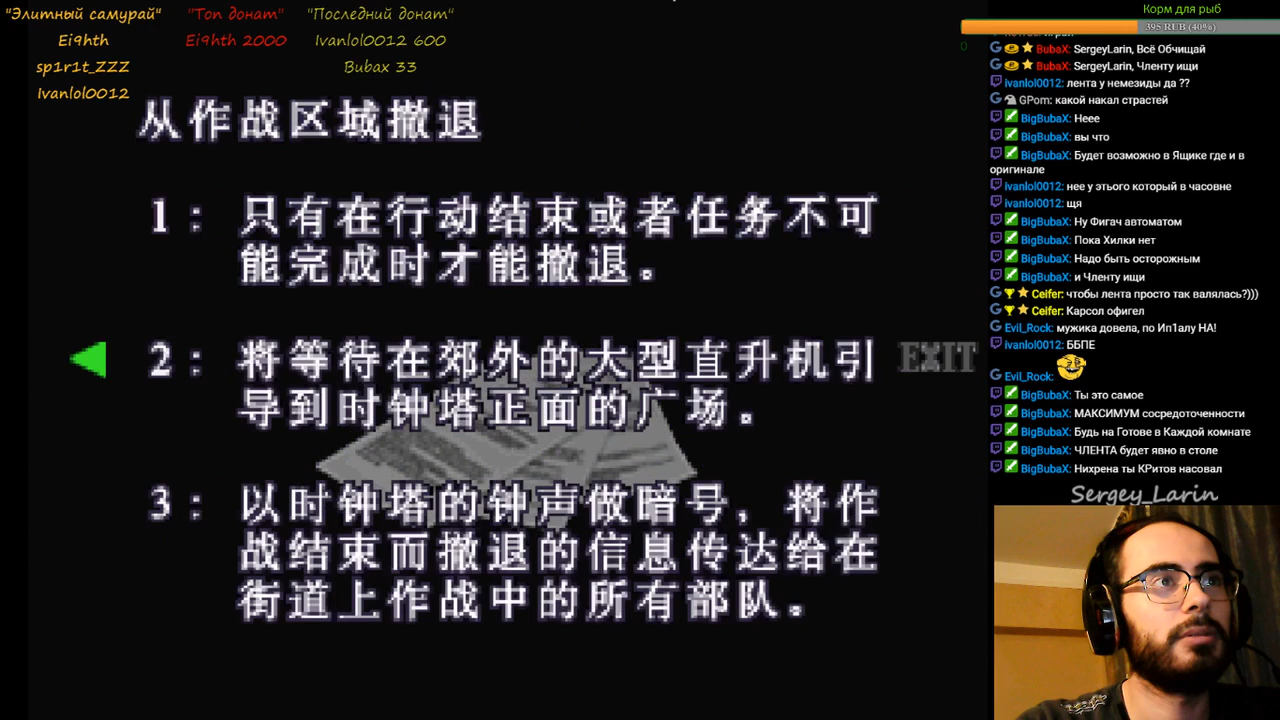 "Элитный самурай"
Ei9hth
sp1r1t_ZZZ
Ivanlol0012
"Топ донат"
Ei9hth 2000
"Последний донат"
Ivanlol0012 600
Bubax 33
从作战区域撤退
1：只有在行动结束或者任务不可
能完成时才能撤退。
2：将等待在郊外的大型直升机引
导到时钟塔正面的广场。
EXIT
3：以时钟塔的钟声做暗号，将作
战结束而撤退的信息传达给在
街道上作战中的所有部队。
Корм для рыб
395 RUB (40%)
0
BubaX: SergeyLarin, Всё Обчищай
BubaX: SergeyLarin, Членту ищи
ivanlol0012: лента у немезиды да ??
GPom: какой накал страстей
BigBubaX: Неее
BigBubaX: вы что
BigBubaX: Будет возможно в Ящике где и в
оригинале
ivanlol0012: нее у этього который в часовне
ivanlol0012: щя
BigBubaX: Ну Фигач автоматом
BigBubaX: Пока Хилки нет
BigBubaX: Надо быть осторожным
BigBubaX: и Членту ищи
Ceifer: чтобы лента просто так валялась?)))
Ceifer: Карсол офигел
Evil_Rock: мужика довела, по Ип1алу НА!
ivanlol0012: ББПЕ
Evil_Rock:
BigBubaX: Ты это самое
BigBubaX: МАКСИМУМ сосредоточенности
BigBubaX: Будь на Готове в Каждой комнате
BigBubaX: ЧЛЕНТА будет явно в столе
BigBubaX: Нихрена ты КРитов насовал
Sergey_Larin